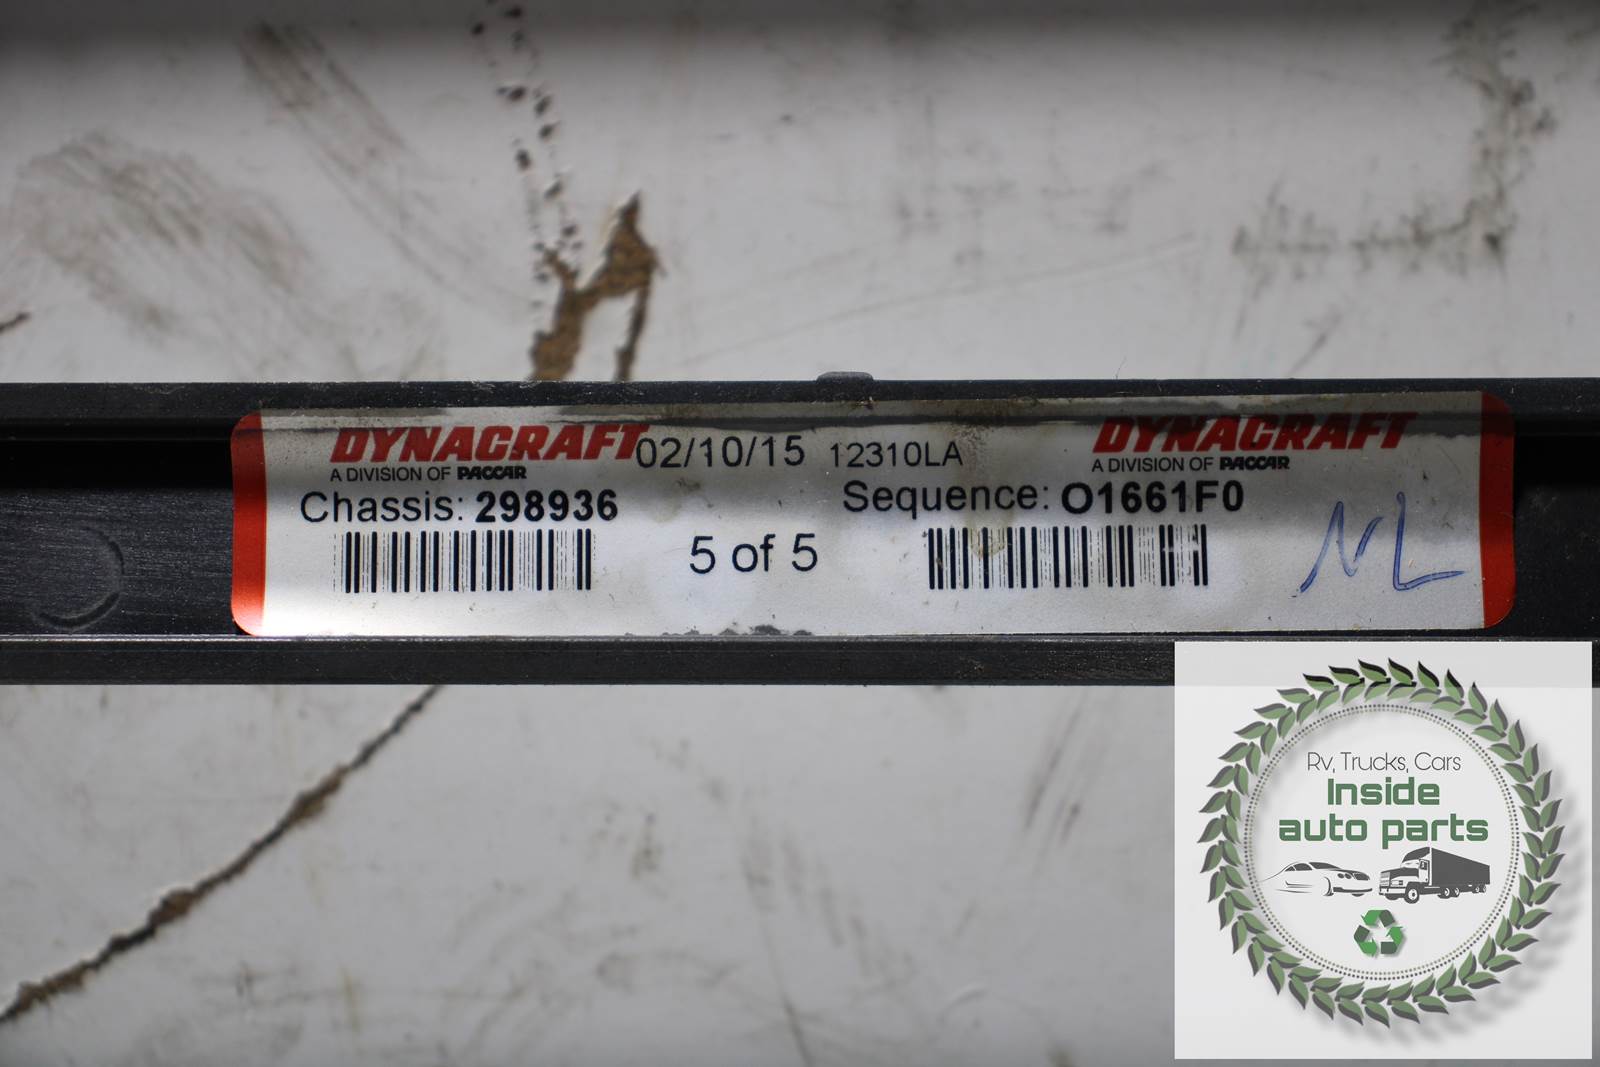 DYNACRAFT 02/10/15 12310LA DYNACRAFT
A DIVISION OF PACCAR A DIVISION OF PACCAR
Chassis: 298936 Sequence: O1661F0
5 of 5
NL
Rv, Trucks, Cars
Inside
auto parts